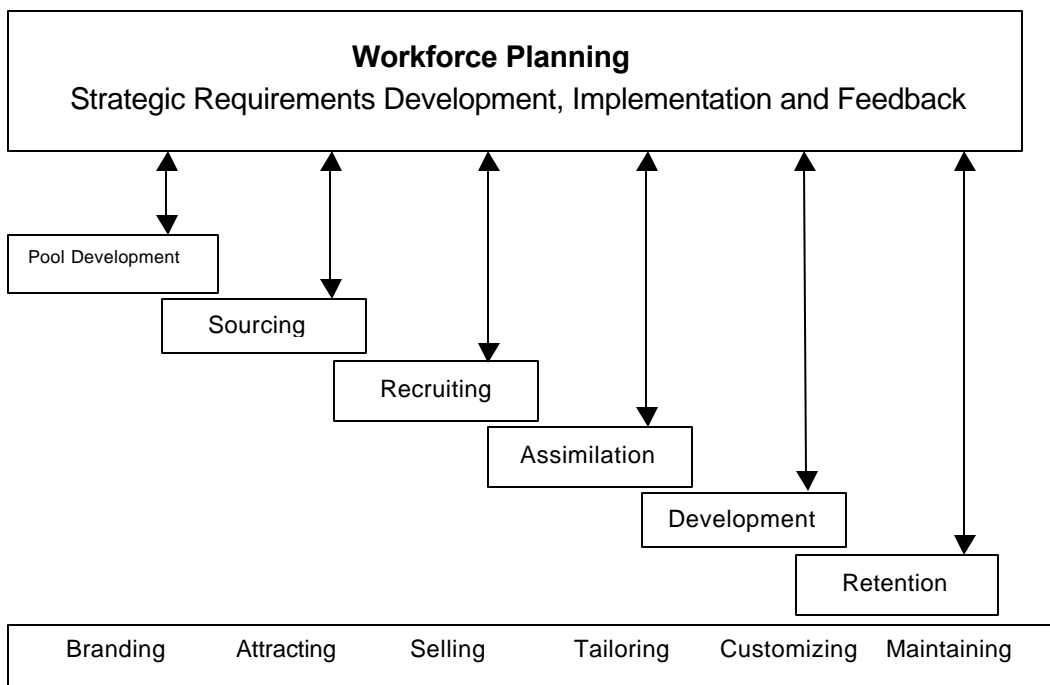 Workforce Planning
Strategic Requirements Development, Implementation and Feedback
Pool Development
Sourcing
Recruiting
Assimilation
Development
Retention
Branding Attracting Selling Tailoring Customizing Maintaining